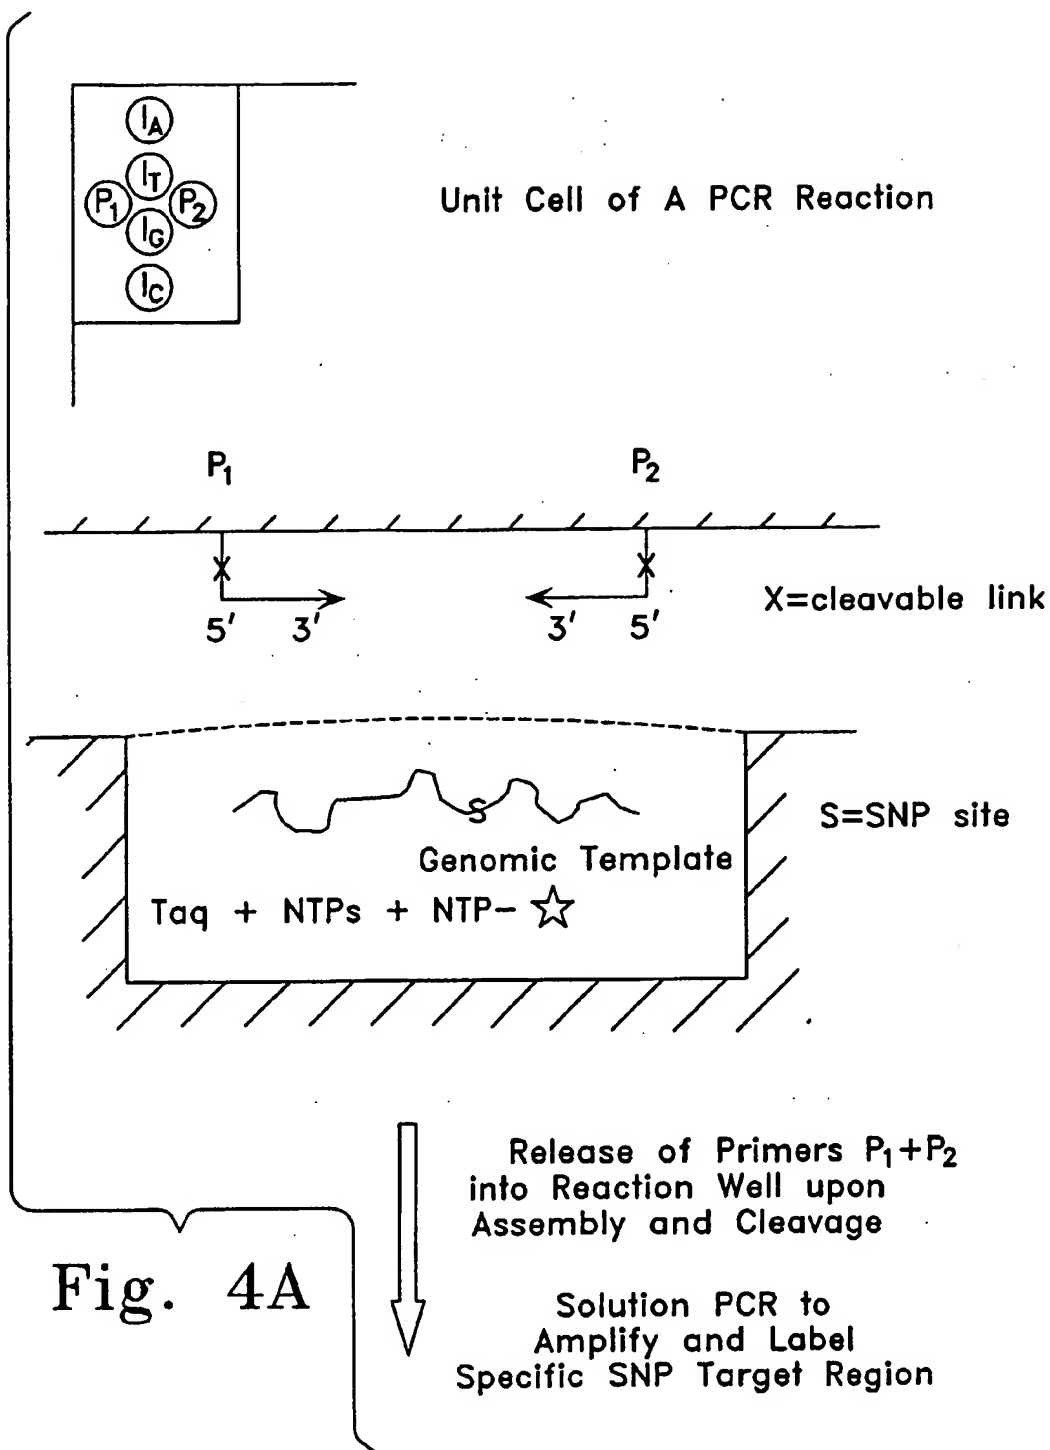 I_A
I_T
P_1 P_2
I_G
I_C
Unit Cell of A PCR Reaction
P_1 P_2
X X
5' 3' 3' 5'
X=cleavable link
S
S=SNP site
Genomic Template
Taq + NTPs + NTP-☆
Release of Primers P_1+P_2
into Reaction Well upon
Assembly and Cleavage
Fig. 4A
Solution PCR to
Amplify and Label
Specific SNP Target Region